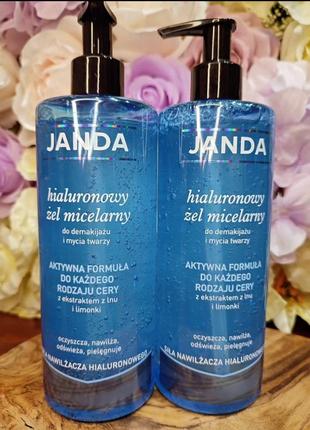 JANDA
hialuronowy
żel micelarny
do demakijażu
i mycia twarzy
AKTYWNA FORMUŁA
DO KAŻDEGO
RODZAJU CERY
z ekstraktem z lnu
i limonki
oczyszcza, nawilża,
odświeża, pielęgnuje
SIŁA NAWILŻACZA HIALURONOWEGO
JANDA
hialuronowy
żel micelarny
do demakijażu
i mycia twarzy
AKTYWNA FORMUŁA
DO KAŻDEGO
RODZAJU CERY
z ekstraktem z lnu
i limonki
oczyszcza, nawilża,
odświeża, pielęgnuje
SIŁA NAWILŻACZA